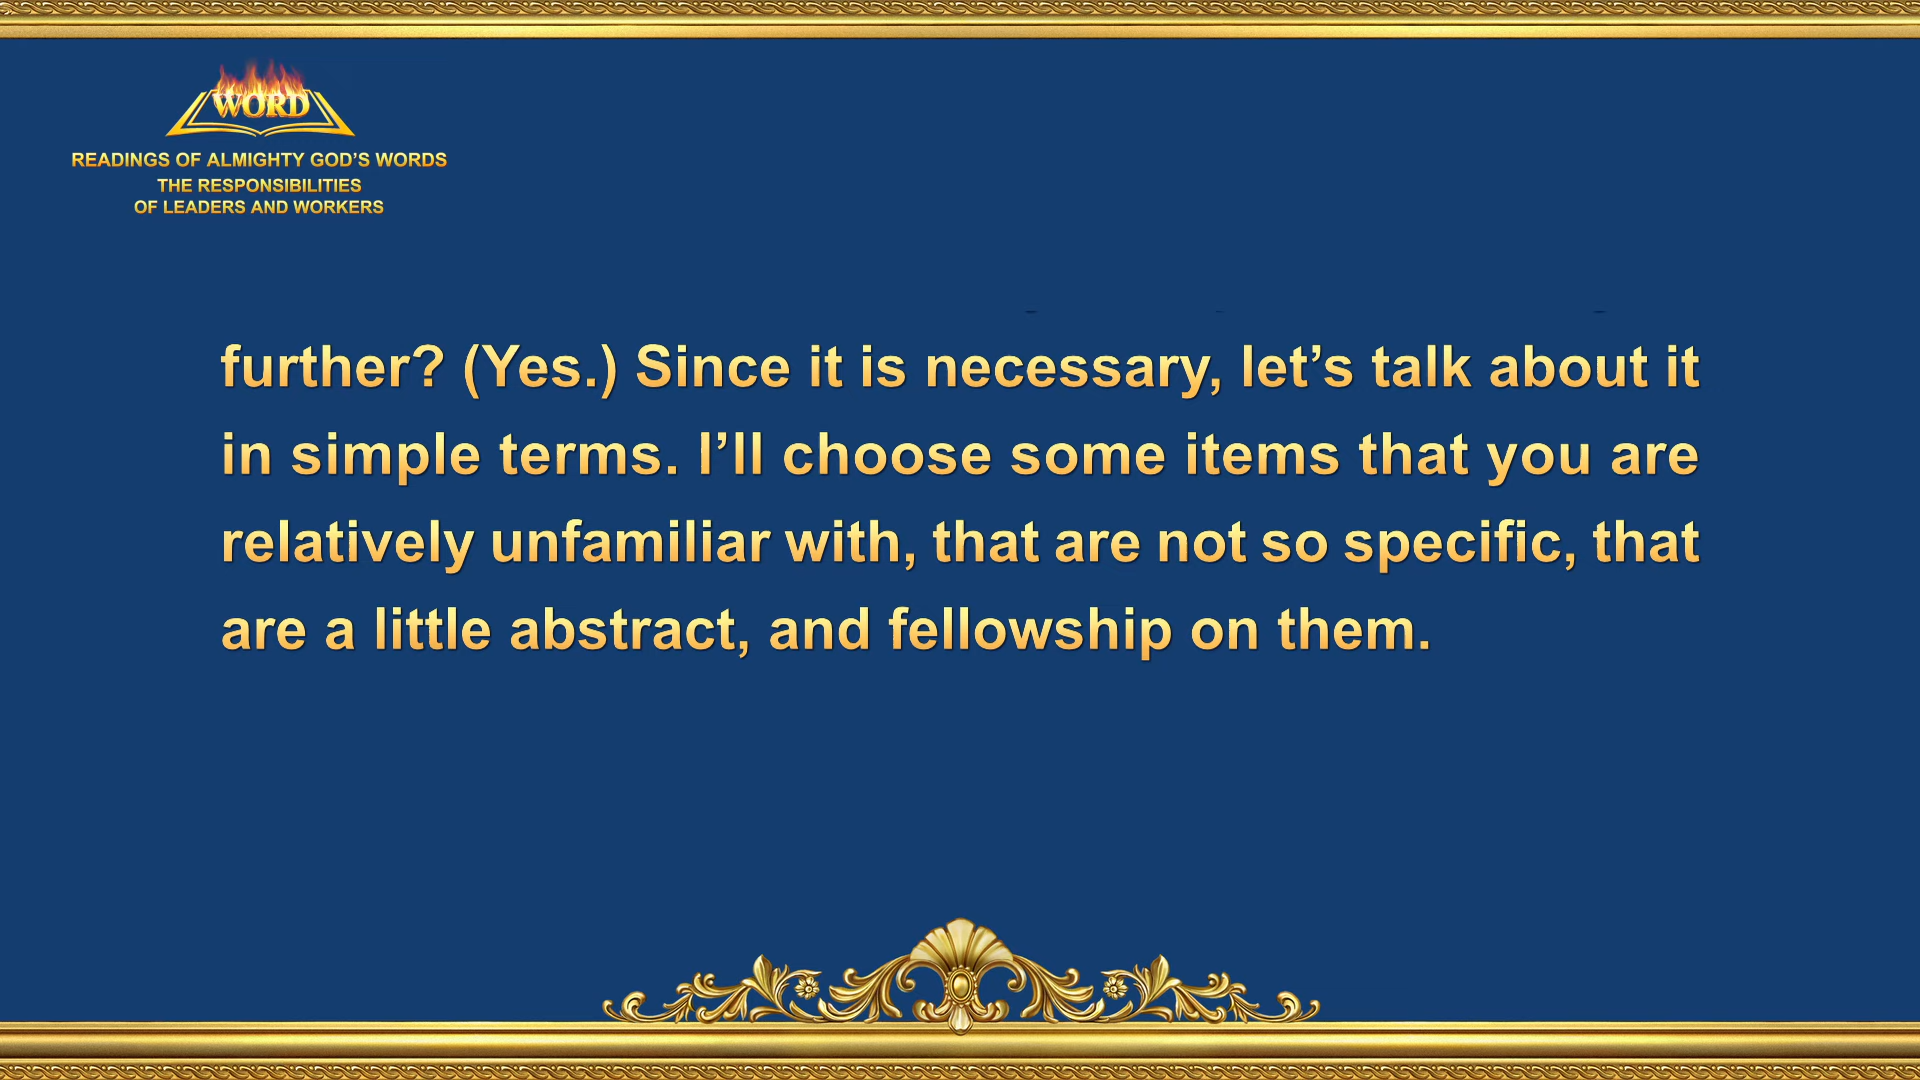 WORD
READINGS OF ALMIGHTY GOD’S WORDS
THE RESPONSIBILITIES
OF LEADERS AND WORKERS
further? (Yes.) Since it is necessary, let’s talk about it
in simple terms. I’ll choose some items that you are
relatively unfamiliar with, that are not so specific, that
are a little abstract, and fellowship on them.